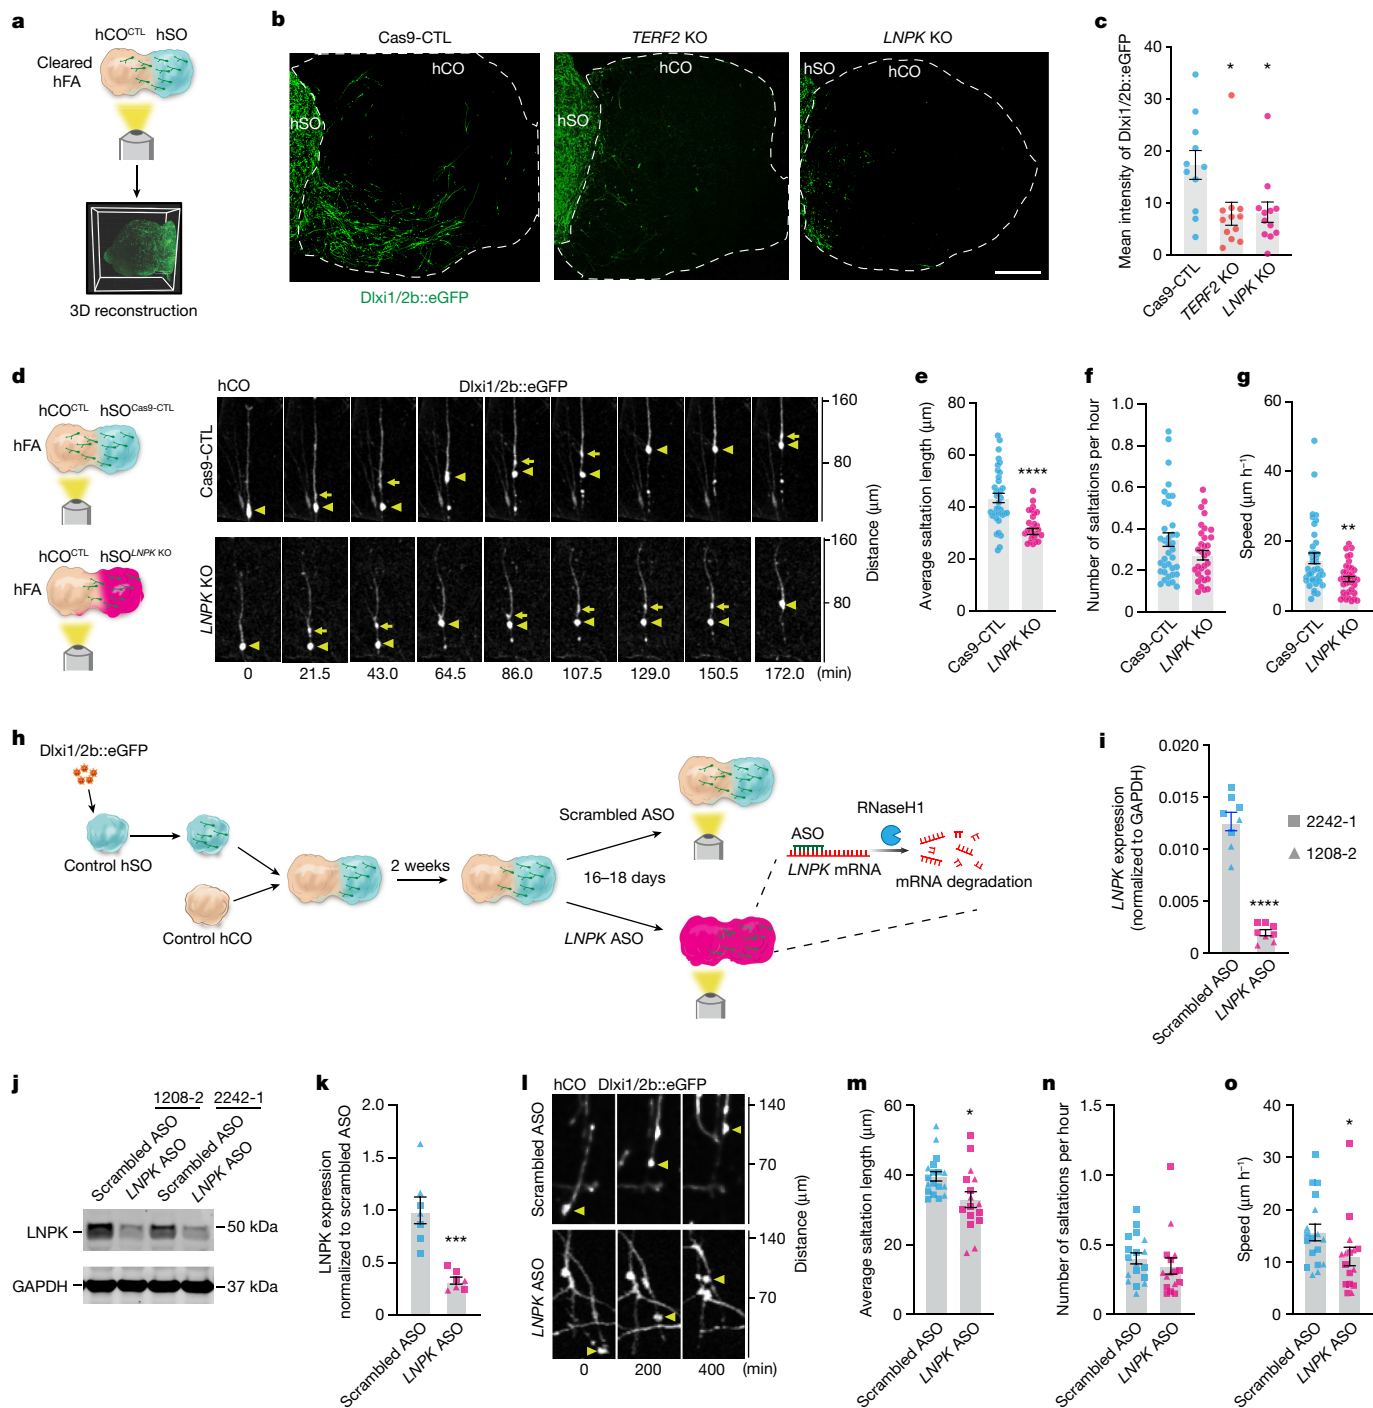 a
hCOCTL hSO
Cleared
hFA
3D reconstruction
b
Cas9-CTL
TERF2 KO
LNPK KO
hCO
hSO
hCO
hSO
hSO
hCO
Dlxi1/2b::eGFP
c
Mean intensity of Dlxi1/2b::eGFP
40
30
20
10
0
* *
Cas9-CTL
TERF2 KO
LNPK KO
d
hCOCTL hSOCas9-CTL
hFA
hCOCTL hSOLNPK KO
hFA
hCO
Dlxi1/2b::eGFP
Cas9-CTL
LNPK KO
160
80
160
80
Distance (µm)
0 21.5 43.0 64.5 86.0 107.5 129.0 150.5 172.0 (min)
e
Average saltation length (µm)
80
60
40
20
0
****
Cas9-CTL
LNPK KO
f
Number of saltations per hour
1.0
0.8
0.6
0.4
0.2
0
Cas9-CTL
LNPK KO
g
Speed (µm h−1)
60
40
20
0
**
Cas9-CTL
LNPK KO
h
Dlxi1/2b::eGFP
Control hSO
Control hCO
2 weeks
Scrambled ASO
16–18 days
LNPK ASO
RNaseH1
ASO
LNPK mRNA
mRNA degradation
i
LNPK expression
(normalized to GAPDH)
0.020
0.015
0.010
0.005
0
****
2242-1
1208-2
Scrambled ASO
LNPK ASO
j
1208-2 2242-1
Scrambled ASO
LNPK ASO
Scrambled ASO
LNPK ASO
LNPK
50 kDa
GAPDH
37 kDa
k
LNPK expression
normalized to scrambled ASO
2.0
1.5
1.0
0.5
0
***
Scrambled ASO
LNPK ASO
l
hCO Dlxi1/2b::eGFP
Scrambled ASO
LNPK ASO
140
70
140
70
Distance (µm)
0 200 400 (min)
m
Average saltation length (µm)
60
40
20
0
*
Scrambled ASO
LNPK ASO
n
Number of saltations per hour
1.5
1.0
0.5
0
Scrambled ASO
LNPK ASO
o
Speed (µm h−1)
40
30
20
10
0
*
Scrambled ASO
LNPK ASO